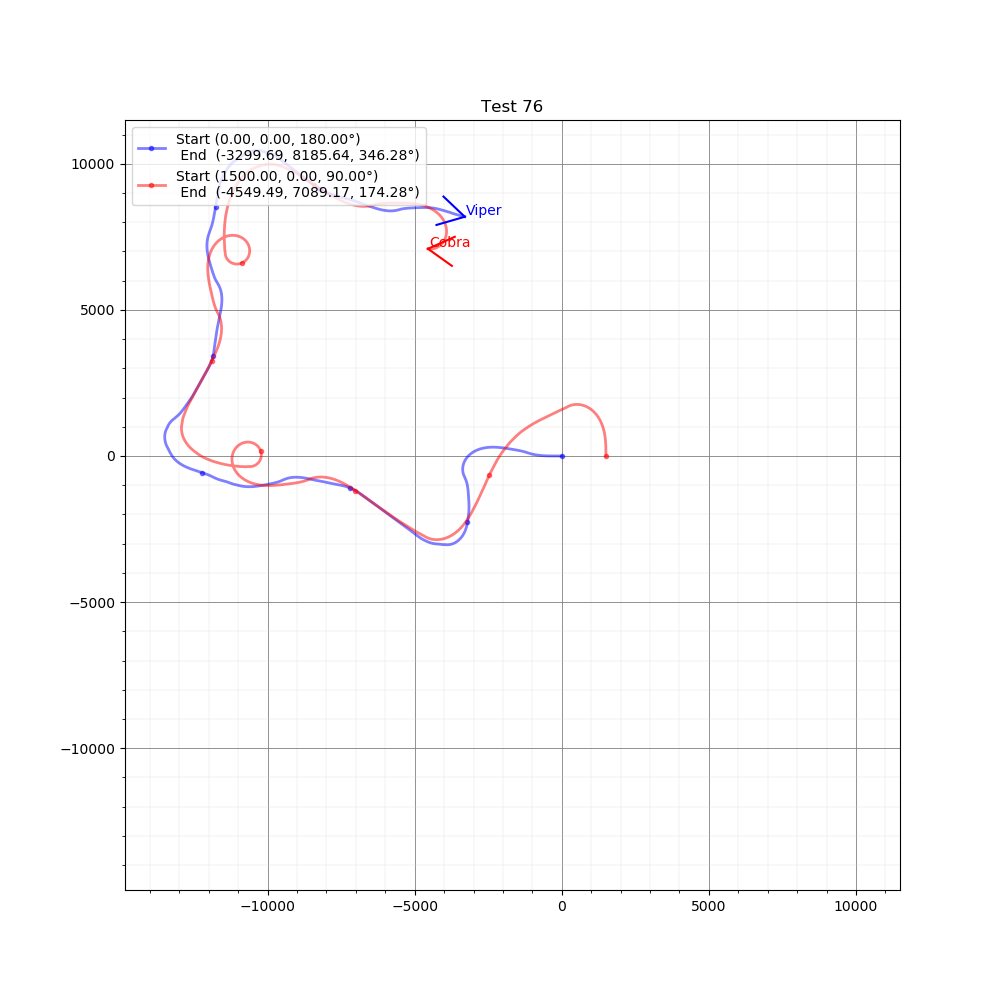 Test 76
Start (0.00, 0.00, 180.00°)
End  (-3299.69, 8185.64, 346.28°)
Start (1500.00, 0.00, 90.00°)
End  (-4549.49, 7089.17, 174.28°)
Viper
Cobra
10000
5000
0
−5000
−10000
−10000
−5000
0
5000
10000